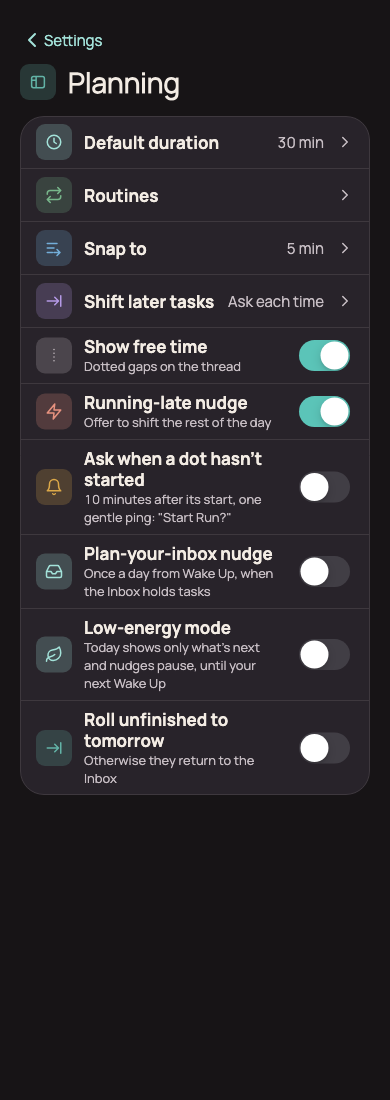 Settings
Planning
Default duration 30 min
Routines
Snap to 5 min
Shift later tasks Ask each time
Show free time
Dotted gaps on the thread
Running-late nudge
Offer to shift the rest of the day
Ask when a dot hasn't
started
10 minutes after its start, one
gentle ping: "Start Run?"
Plan-your-inbox nudge
Once a day from Wake Up, when
the Inbox holds tasks
Low-energy mode
Today shows only what's next
and nudges pause, until your
next Wake Up
Roll unfinished to
tomorrow
Otherwise they return to the
Inbox